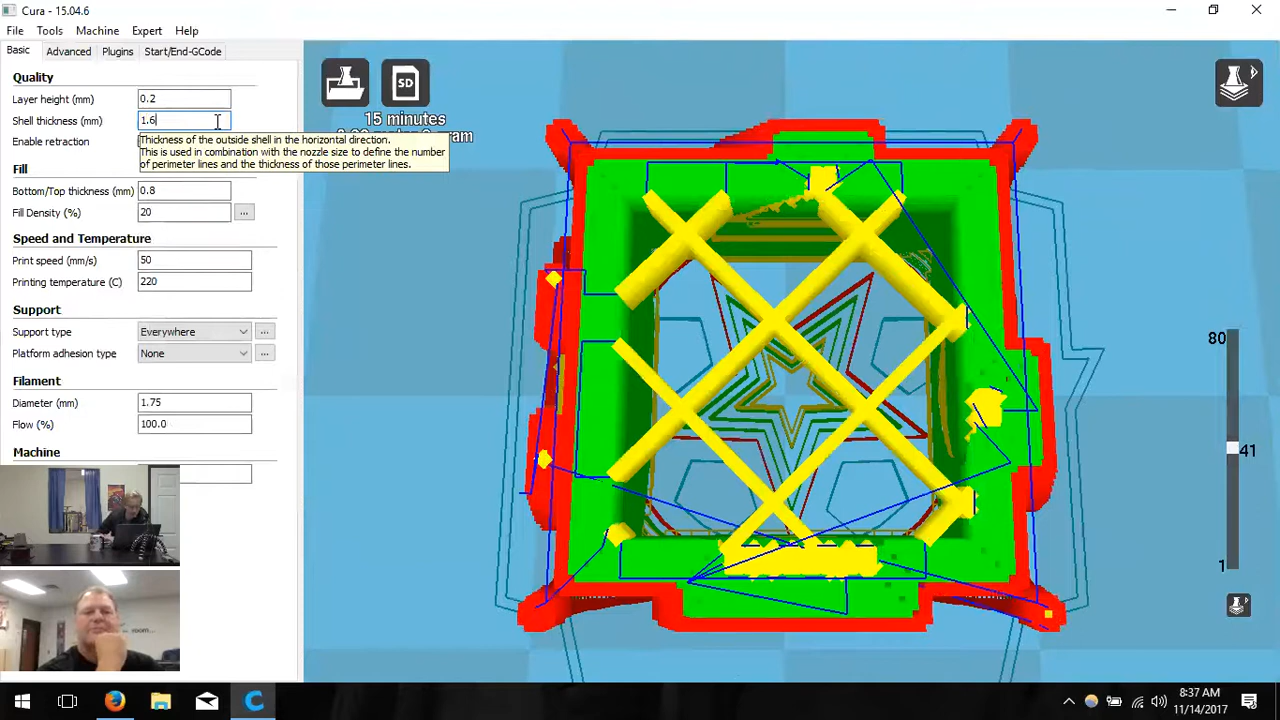 Cura - 15.04.6
File Tools Machine Expert Help
Basic Advanced Plugins Start/End-GCode
Quality
Layer height (mm) 0.2
Shell thickness (mm) 1.6
Enable retraction
Thickness of the outside shell in the horizontal direction.
This is used in combination with the nozzle size to define the number
of perimeter lines and the thickness of those perimeter lines.
Fill
Bottom/Top thickness (mm) 0.8
Fill Density (%) 20 ...
Speed and Temperature
Print speed (mm/s) 50
Printing temperature (C) 220
Support
Support type Everywhere ...
Platform adhesion type None ...
Filament
Diameter (mm) 1.75
Flow (%) 100.0
Machine
SD
15 minutes
gram
80
41
1
8:37 AM
11/14/2017